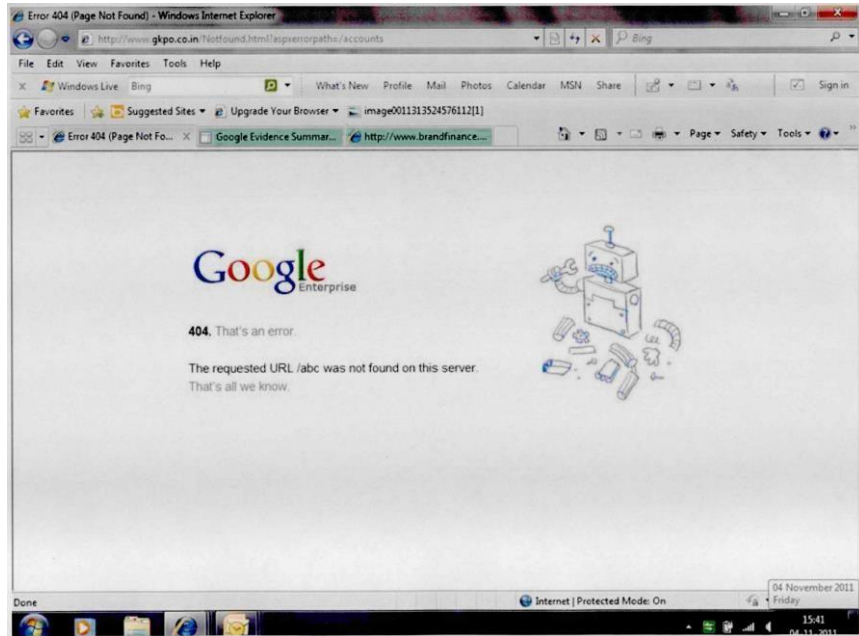 Error 404 (Page Not Found) - Windows Internet Explorer
http://www.gkpo.co.in/Notfound.html?aspxerrorpath=/accounts
Bing
File Edit View Favorites Tools Help
x Windows Live Bing What's New Profile Mail Photos Calendar MSN Share Sign in
Favorites Suggested Sites Upgrade Your Browser image0011313524576112[1]
Error 404 (Page Not Fo... Google Evidence Summar... http://www.brandfinance.... Page Safety Tools
Google
Enterprise
404. That's an error.
The requested URL /abc was not found on this server.
That's all we know.
04 November 2011
Friday
Done Internet | Protected Mode: On
15:41
04-11-2011